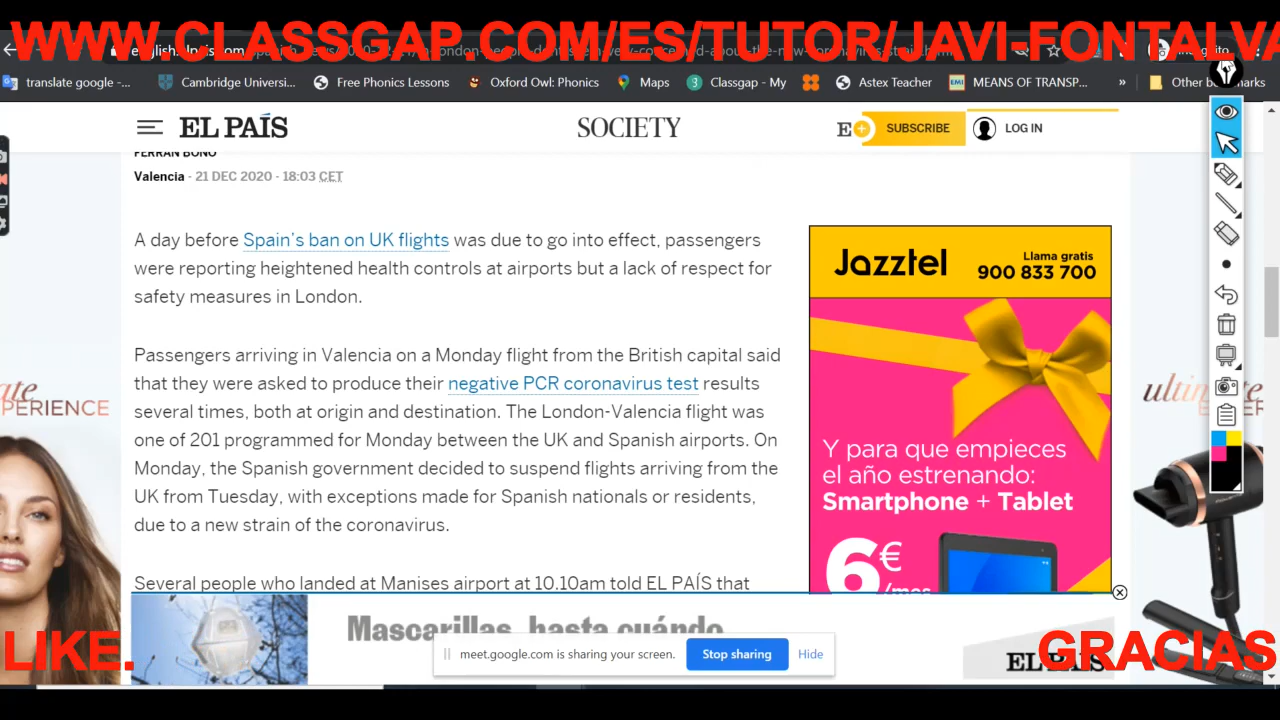 WWW.CLASSGAP.COM/ES/TUTOR/JAVI-FONTALVA
translate google -...
Cambridge Universi...
Free Phonics Lessons
Oxford Owl: Phonics
Maps
Classgap - My
Astex Teacher
MEANS OF TRANSP...
»
Other bookmarks
EL PAÍS
SOCIETY
E+
SUBSCRIBE
LOG IN
FERRAN BONO
Valencia - 21 DEC 2020 - 18:03 CET
A day before Spain's ban on UK flights was due to go into effect, passengers
were reporting heightened health controls at airports but a lack of respect for
safety measures in London.
Passengers arriving in Valencia on a Monday flight from the British capital said
that they were asked to produce their negative PCR coronavirus test results
several times, both at origin and destination. The London-Valencia flight was
one of 201 programmed for Monday between the UK and Spanish airports. On
Monday, the Spanish government decided to suspend flights arriving from the
UK from Tuesday, with exceptions made for Spanish nationals or residents,
due to a new strain of the coronavirus.
Several people who landed at Manises airport at 10.10am told EL PAÍS that
Jazztel
Llama gratis
900 833 700
Y para que empieces
el año estrenando:
Smartphone + Tablet
6€
/mes
Mascarillas, hasta cuándo
meet.google.com is sharing your screen.
Stop sharing
Hide
EL PAÍS
LIKE.
GRACIAS